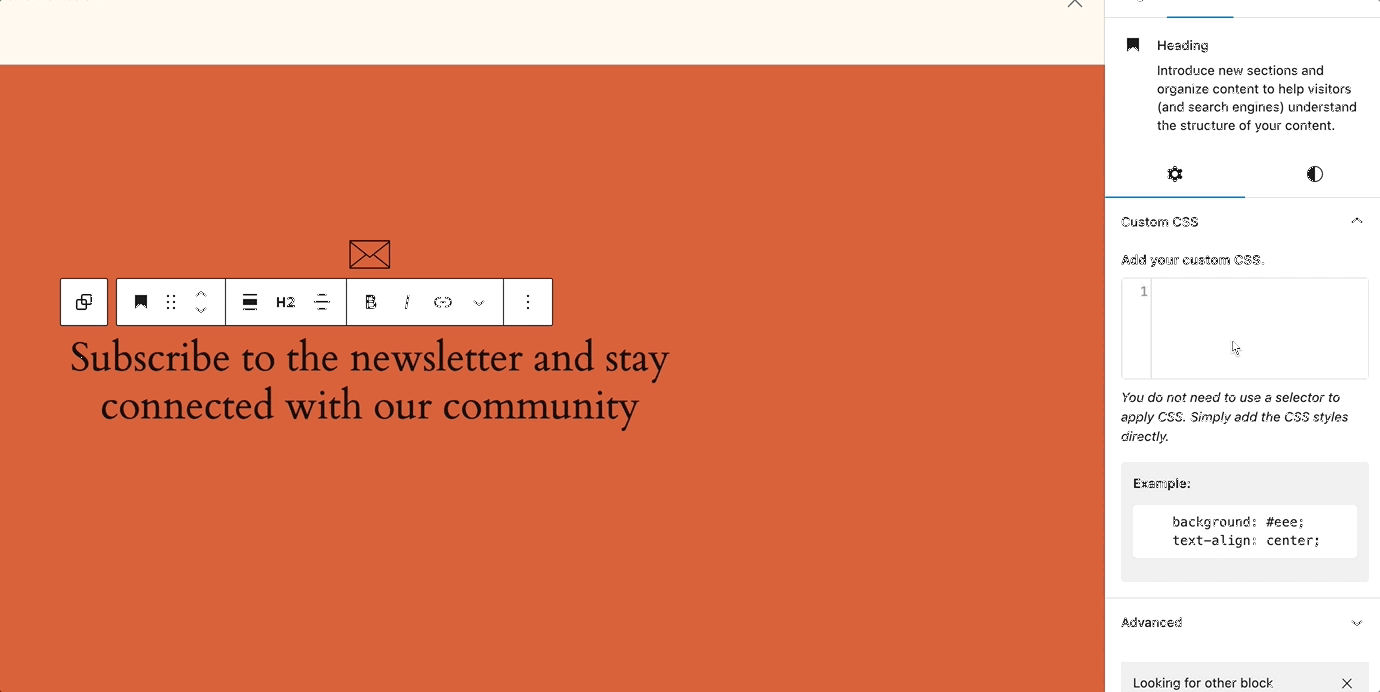 H2
B
I
Subscribe to the newsletter and stay
connected with our community
Heading
Introduce new sections and
organize content to help visitors
(and search engines) understand
the structure of your content.
Custom CSS
Add your custom CSS.
1
You do not need to use a selector to
apply CSS. Simply add the CSS styles
directly.
Example:
background: #eee;
text-align: center;
Advanced
Looking for other block